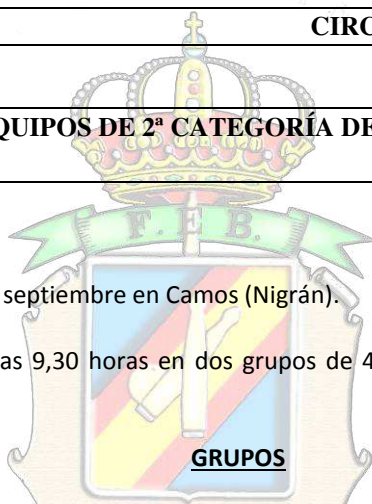 CIRC
QUIPOS DE 2ª CATEGORÍA DE
F. E B.
septiembre en Camos (Nigrán).
as 9,30 horas en dos grupos de 4
GRUPOS